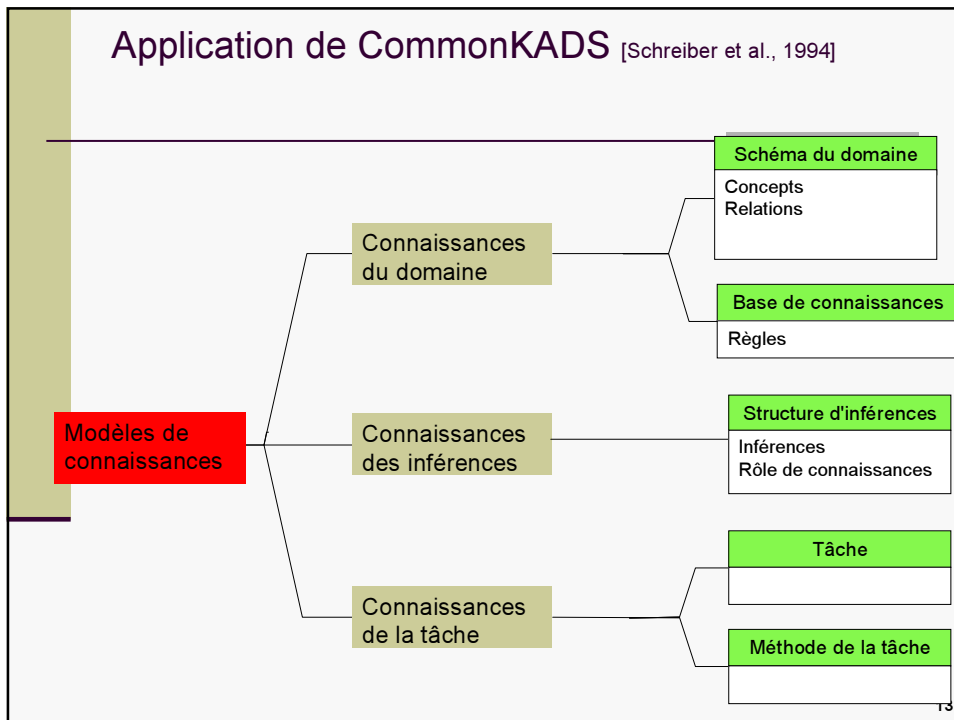 Application de CommonKADS [Schreiber et al., 1994]
Schéma du domaine
Concepts
Relations
Connaissances
du domaine
Base de connaissances
Règles
Modèles de
connaissances
Connaissances
des inférences
Structure d'inférences
Inférences
Rôle de connaissances
Connaissances
de la tâche
Tâche
Méthode de la tâche
13